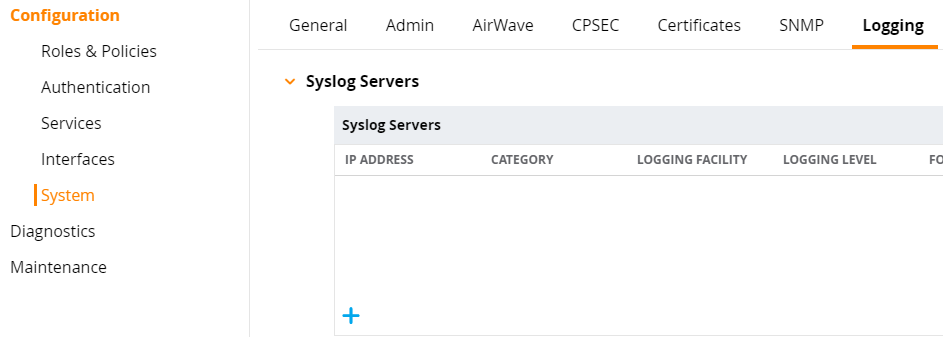 Configuration
Roles & Policies
Authentication
Services
Interfaces
System
Diagnostics
Maintenance
General Admin AirWave CPSEC Certificates SNMP Logging
Syslog Servers
Syslog Servers
IP ADDRESS CATEGORY LOGGING FACILITY LOGGING LEVEL FO